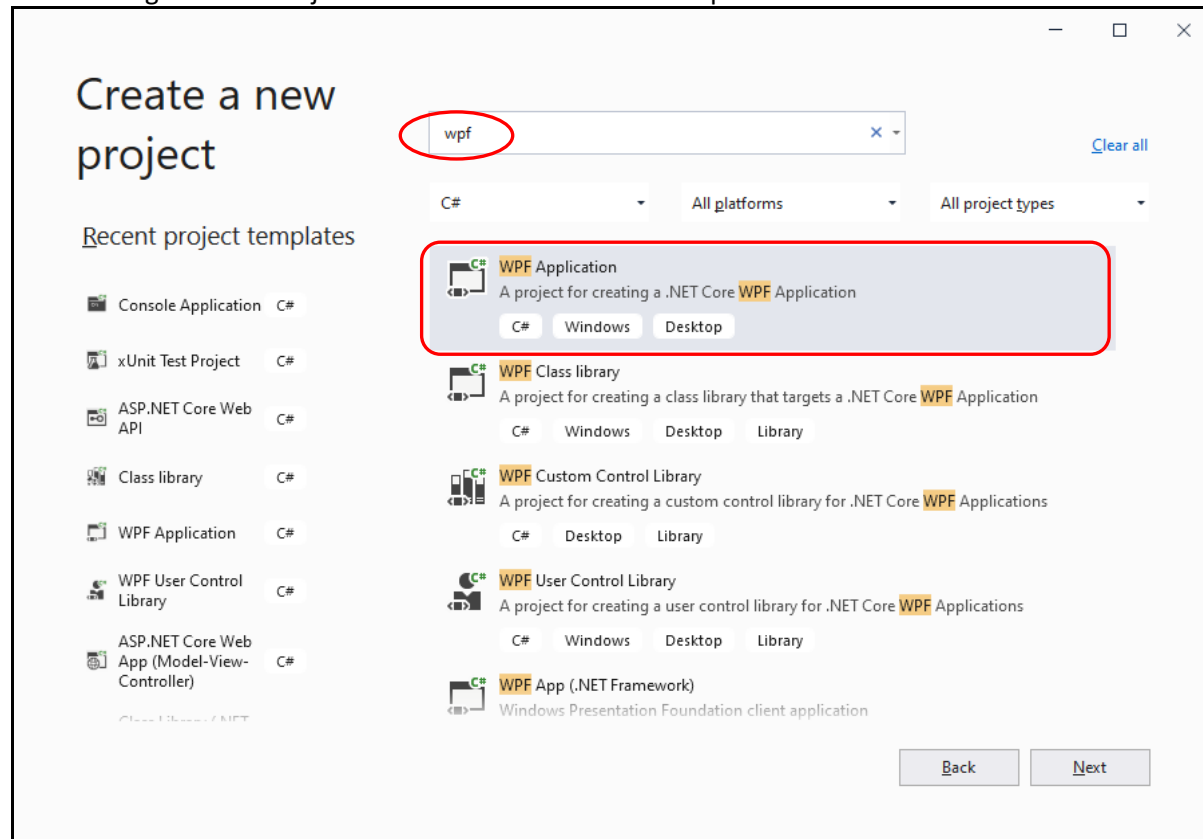 Create a new
project
wpf
Clear all
C#
All platforms
All project types
Recent project templates
Console Application C#
xUnit Test Project C#
ASP.NET Core Web
API
C#
Class library C#
WPF Application C#
WPF User Control
Library
C#
ASP.NET Core Web
App (Model-View-
Controller)
C#
WPF Application
A project for creating a .NET Core WPF Application
C# Windows Desktop
WPF Class library
A project for creating a class library that targets a .NET Core WPF Application
C# Windows Desktop Library
WPF Custom Control Library
A project for creating a custom control library for .NET Core WPF Applications
C# Desktop Library
WPF User Control Library
A project for creating a user control library for .NET Core WPF Applications
C# Windows Desktop Library
WPF App (.NET Framework)
Windows Presentation Foundation client application
Back
Next